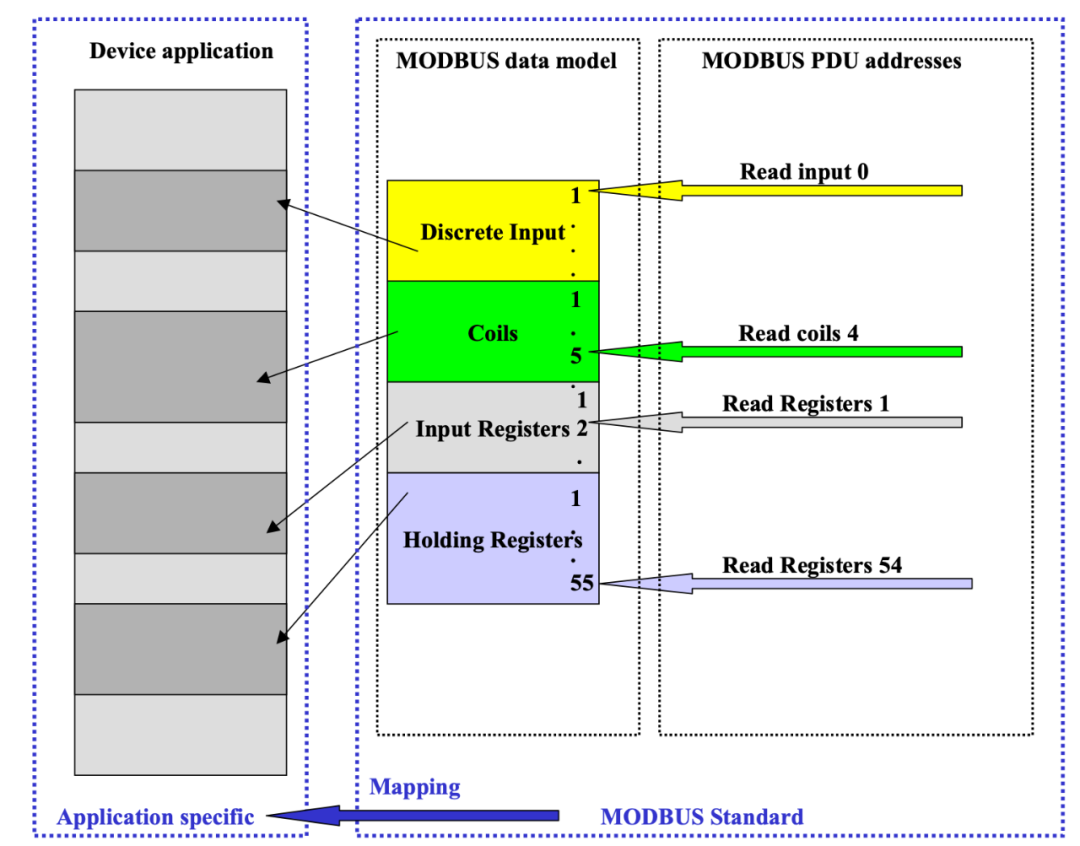 Device application
MODBUS data model
MODBUS PDU addresses
Read input 0
1
Discrete Input
.
.
.
1
Coils
.
5
.
Read coils 4
1
Input Registers 2
.
Read Registers 1
1
Holding Registers
.
.
55
Read Registers 54
Mapping
Application specific
MODBUS Standard